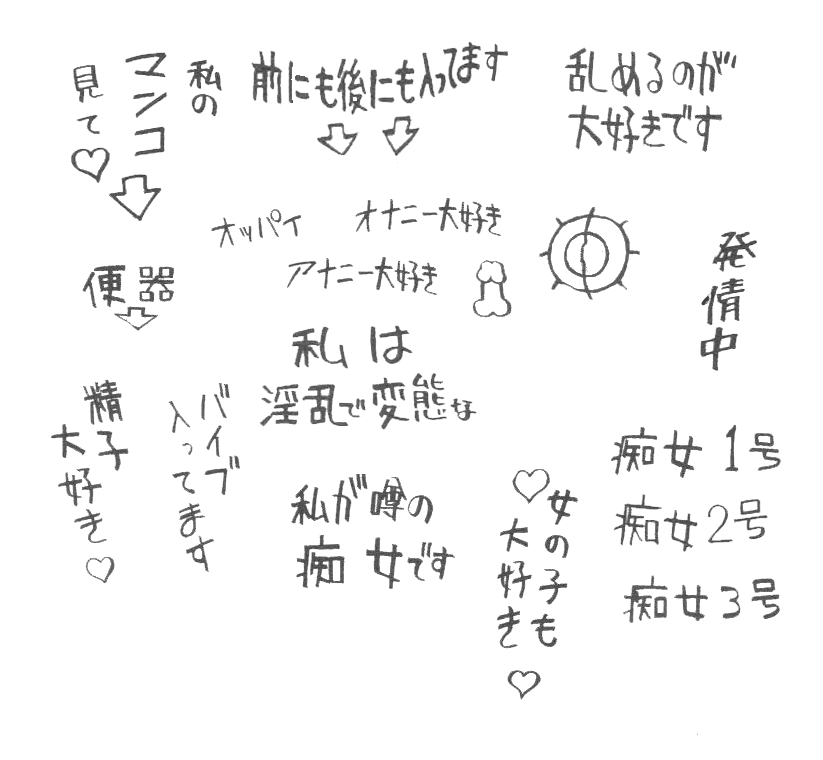 私の
マンコ
見て♡
前にも後にも入ってます
乱めるのが
大好きです
オッパイ
オナニー大好き
アナニー大好き
便器
発情中
私は
淫乱で変態な
精子
大好き♡
バイブ
入ってます
私が噂の
痴女です
♡女の子も
大好き♡
痴女1号
痴女2号
痴女3号